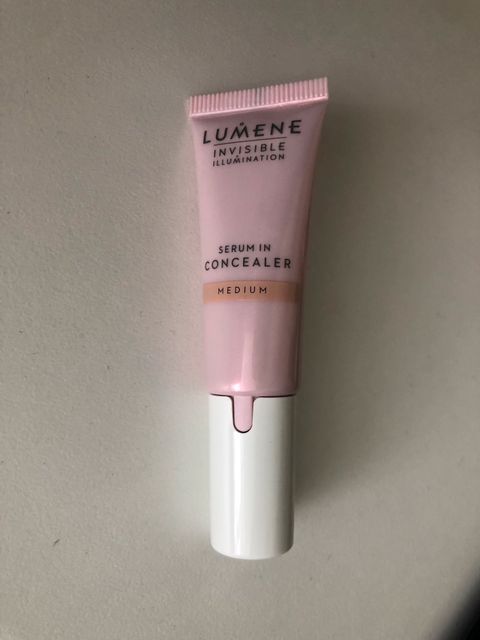 LUMENE
INVISIBLE
ILLUMINATION
SERUM IN
CONCEALER
MEDIUM